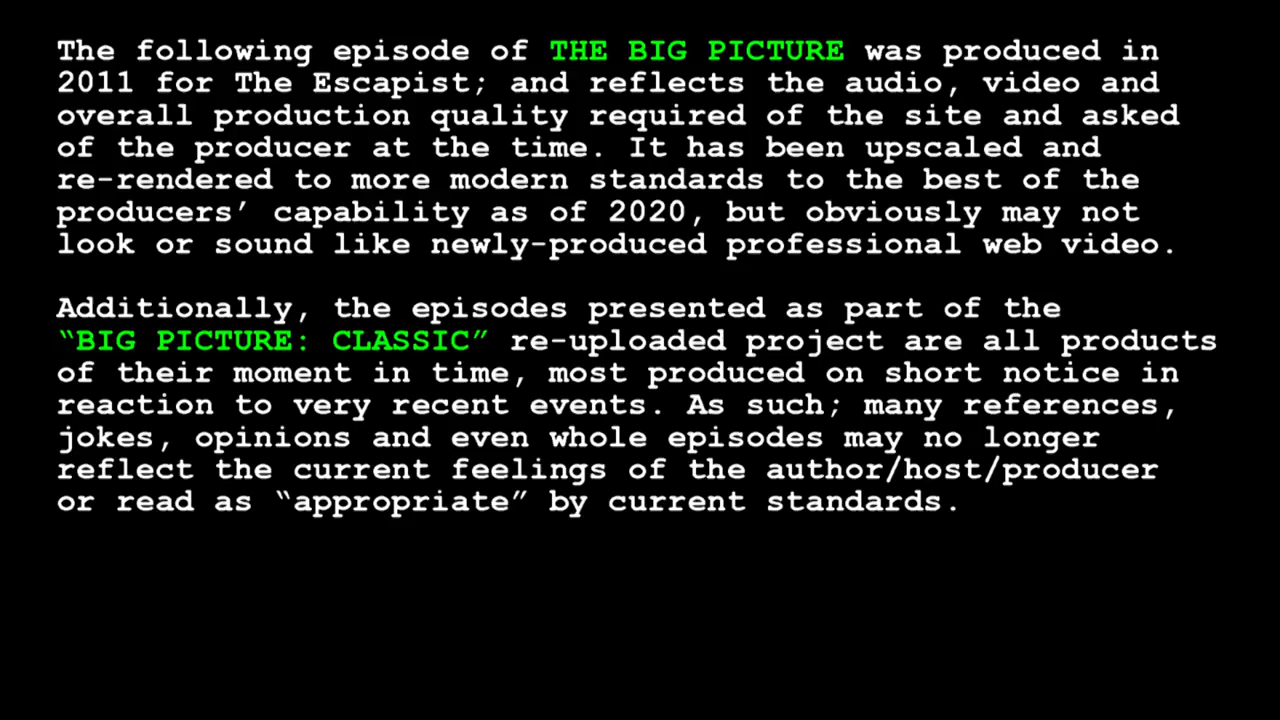 The following episode of THE BIG PICTURE was produced in
2011 for The Escapist; and reflects the audio, video and
overall production quality required of the site and asked
of the producer at the time. It has been upscaled and
re-rendered to more modern standards to the best of the
producers’ capability as of 2020, but obviously may not
look or sound like newly-produced professional web video.

Additionally, the episodes presented as part of the
“BIG PICTURE: CLASSIC” re-uploaded project are all products
of their moment in time, most produced on short notice in
reaction to very recent events. As such; many references,
jokes, opinions and even whole episodes may no longer
reflect the current feelings of the author/host/producer
or read as “appropriate” by current standards.